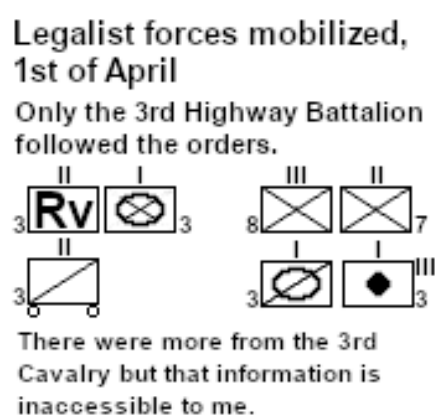 Legalist forces mobilized,
1st of April
Only the 3rd Highway Battalion
followed the orders.
II I III II
3 Rv 3 8 7
II I I III
3 3 3
There were more from the 3rd
Cavalry but that information is
inaccessible to me.